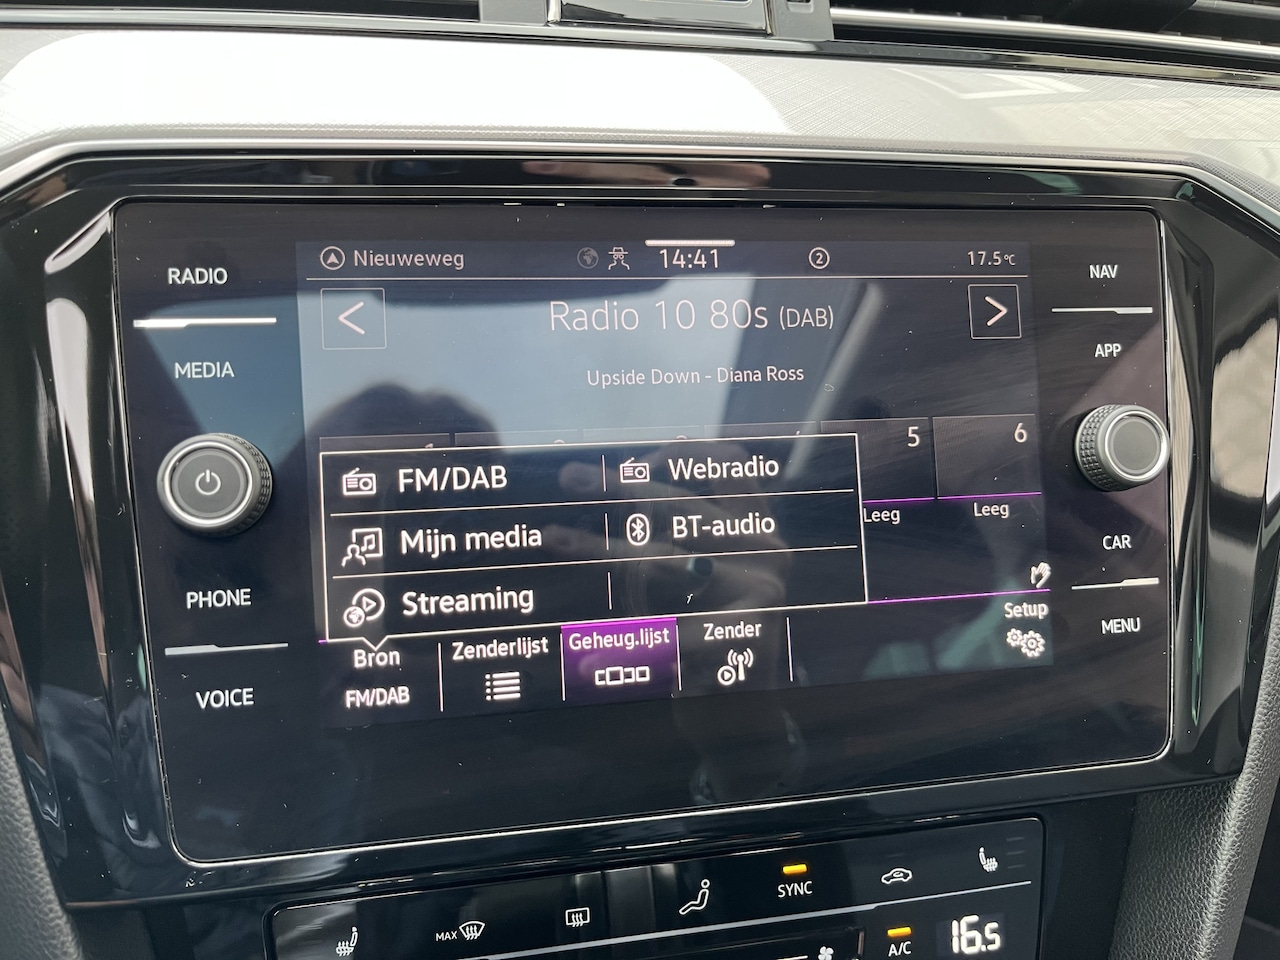 RADIO
MEDIA
PHONE
VOICE
Nieuweweg
14:41
2
17.5°C
Radio 10 80s (DAB)
Upside Down - Diana Ross
5
6
Leeg
Leeg
FM/DAB
Webradio
Mijn media
BT-audio
Streaming
Bron
FM/DAB
Zenderlijst
Geheug.lijst
Zender
Setup
NAV
APP
CAR
MENU
MAX
SYNC
A/C
16.5